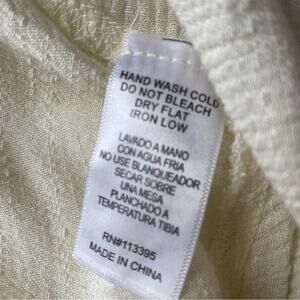 HAND WASH COLD
DO NOT BLEACH
DRY FLAT
IRON LOW
LAVADO A MANO
CON AGUA FRIA
NO USE BLANQUEADOR
SECAR SOBRE
UNA MESA
PLANCHADO A
TEMPERATURA TIBIA
RN#113395
MADE IN CHINA